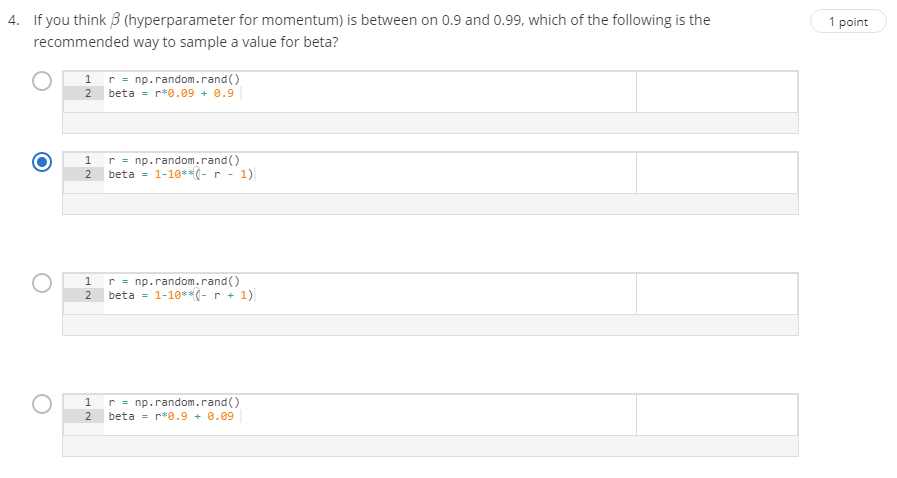 4. If you think β (hyperparameter for momentum) is between on 0.9 and 0.99, which of the following is the
recommended way to sample a value for beta?
1 point
1 r = np.random.rand()
2 beta = r*0.09 + 0.9
1 r = np.random.rand()
2 beta = 1-10**(- r - 1)
1 r = np.random.rand()
2 beta = 1-10**(- r + 1)
1 r = np.random.rand()
2 beta = r*0.9 + 0.09